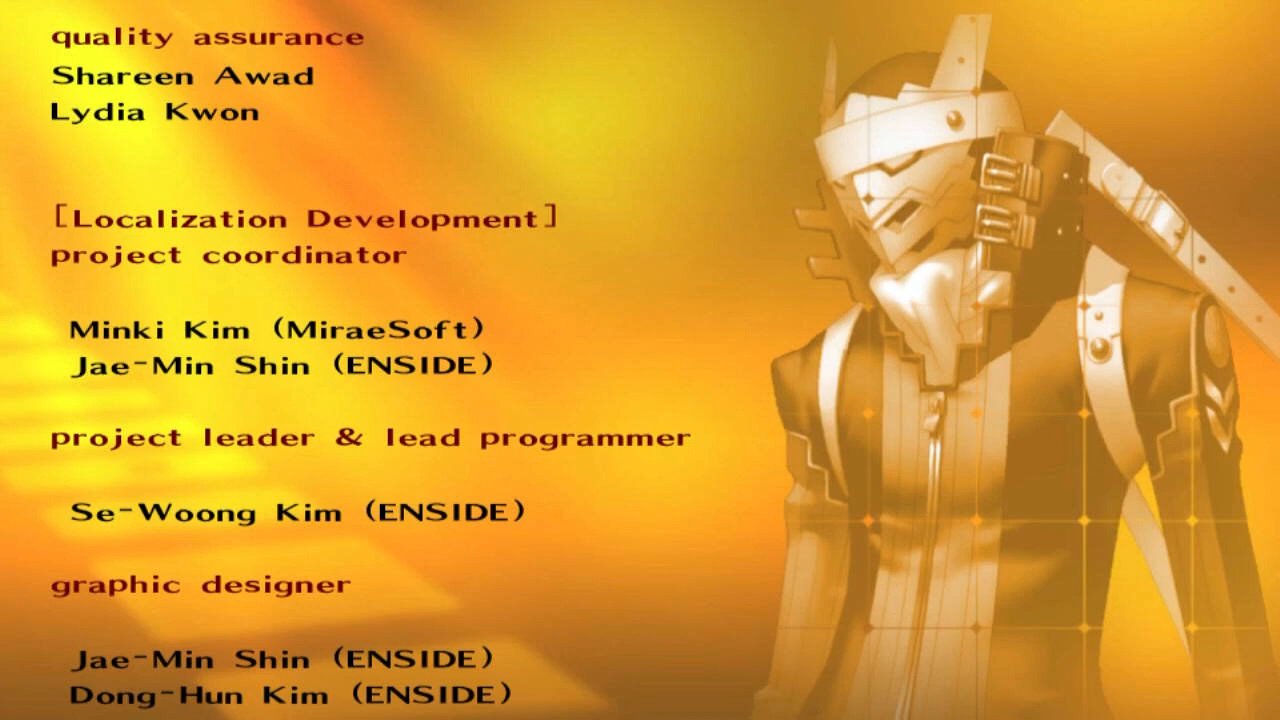 quality assurance
Shareen Awad
Lydia Kwon
[Localization Development]
project coordinator
Minki Kim (MiraeSoft)
Jae-Min Shin (ENSIDE)
project leader & lead programmer
Se-Woong Kim (ENSIDE)
graphic designer
Jae-Min Shin (ENSIDE)
Dong-Hun Kim (ENSIDE)